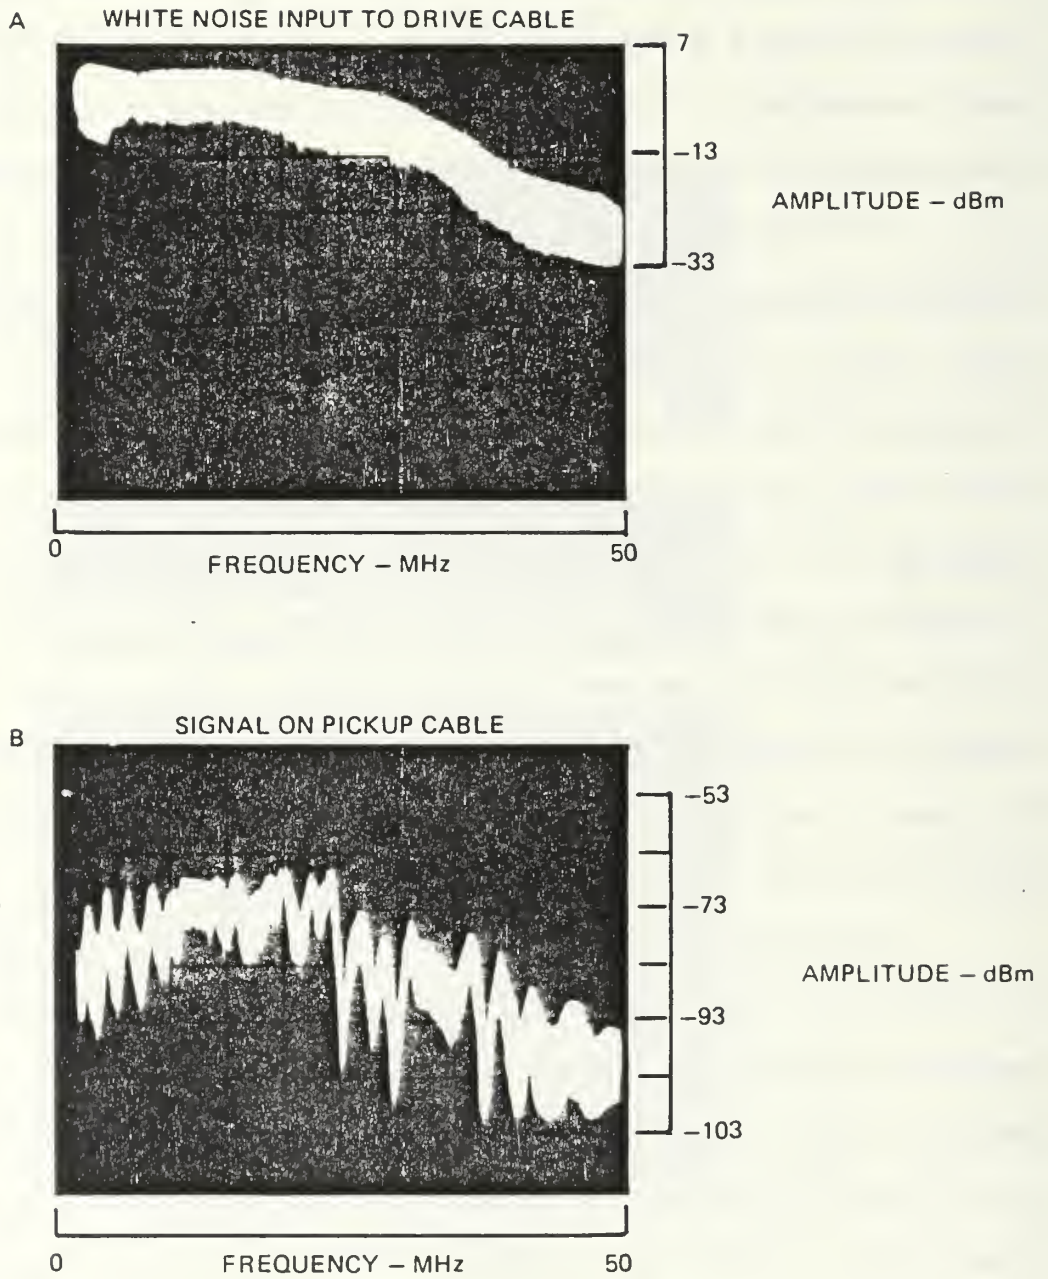 A
WHITE NOISE INPUT TO DRIVE CABLE
7
-13
AMPLITUDE – dBm
-33
0
50
FREQUENCY – MHz
B
SIGNAL ON PICKUP CABLE
-53
-73
AMPLITUDE – dBm
-93
-103
0
FREQUENCY – MHz
50